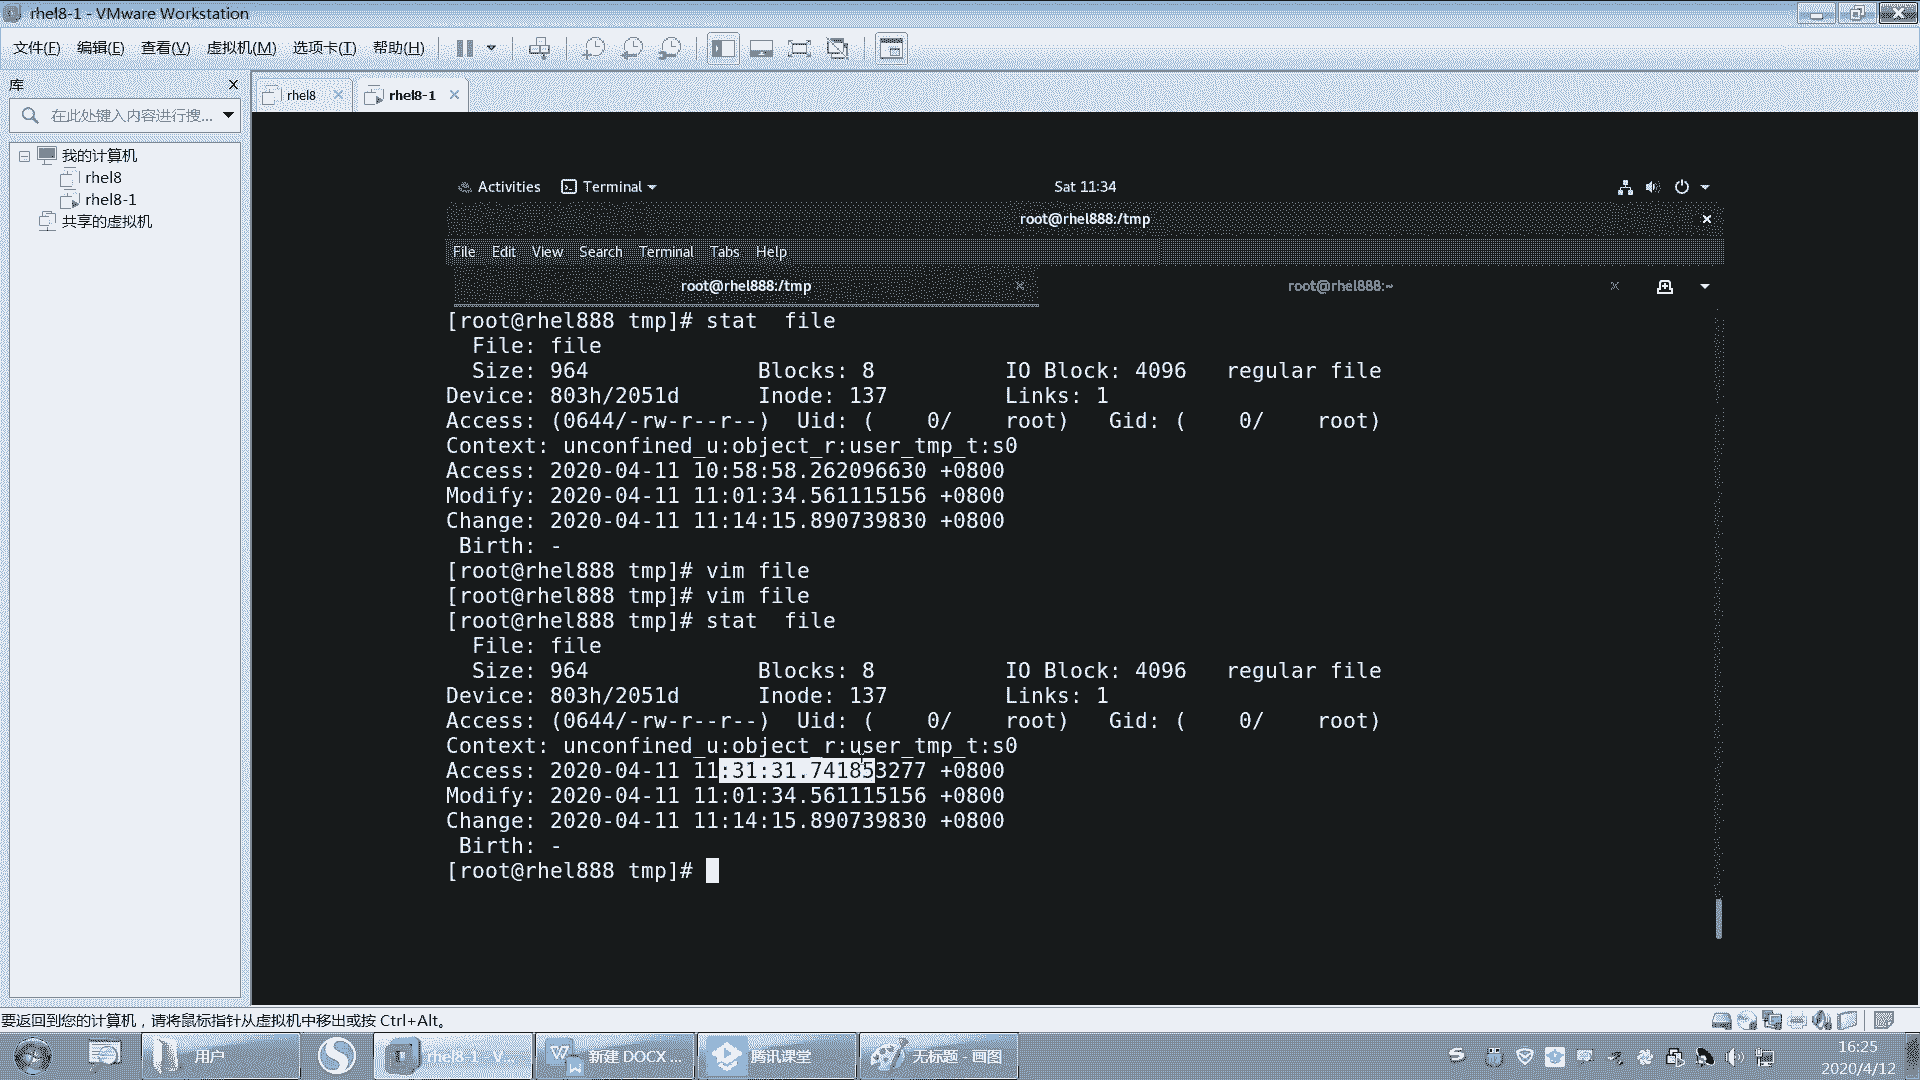 rhel8-1 - VMware Workstation
文件(F) 编辑(E) 查看(V) 虚拟机(M) 选项卡(T) 帮助(H)
库
在此处键入内容进行搜...
我的计算机
rhel8
rhel8-1
共享的虚拟机
rhel8 rhel8-1
Activities Terminal Sat 11:34
root@rhel888:/tmp
File Edit View Search Terminal Tabs Help
root@rhel888:/tmp root@rhel888:~
[root@rhel888 tmp]# stat  file
  File: file
  Size: 964             Blocks: 8          IO Block: 4096   regular file
Device: 803h/2051d      Inode: 137         Links: 1
Access: (0644/-rw-r--r--)  Uid: (    0/    root)   Gid: (    0/    root)
Context: unconfined_u:object_r:user_tmp_t:s0
Access: 2020-04-11 10:58:58.262096630 +0800
Modify: 2020-04-11 11:01:34.561115156 +0800
Change: 2020-04-11 11:14:15.890739830 +0800
 Birth: -
[root@rhel888 tmp]# vim file
[root@rhel888 tmp]# vim file
[root@rhel888 tmp]# stat  file
  File: file
  Size: 964             Blocks: 8          IO Block: 4096   regular file
Device: 803h/2051d      Inode: 137         Links: 1
Access: (0644/-rw-r--r--)  Uid: (    0/    root)   Gid: (    0/    root)
Context: unconfined_u:object_r:user_tmp_t:s0
Access: 2020-04-11 11:31:31.741853277 +0800
Modify: 2020-04-11 11:01:34.561115156 +0800
Change: 2020-04-11 11:14:15.890739830 +0800
 Birth: -
[root@rhel888 tmp]#
要返回到您的计算机，请将鼠标指针从虚拟机中移出或按 Ctrl+Alt。
用户 rhel8-1 - V... 新建 DOCX ... 腾讯课堂 无标题 - 画图 16:25
2020/4/12